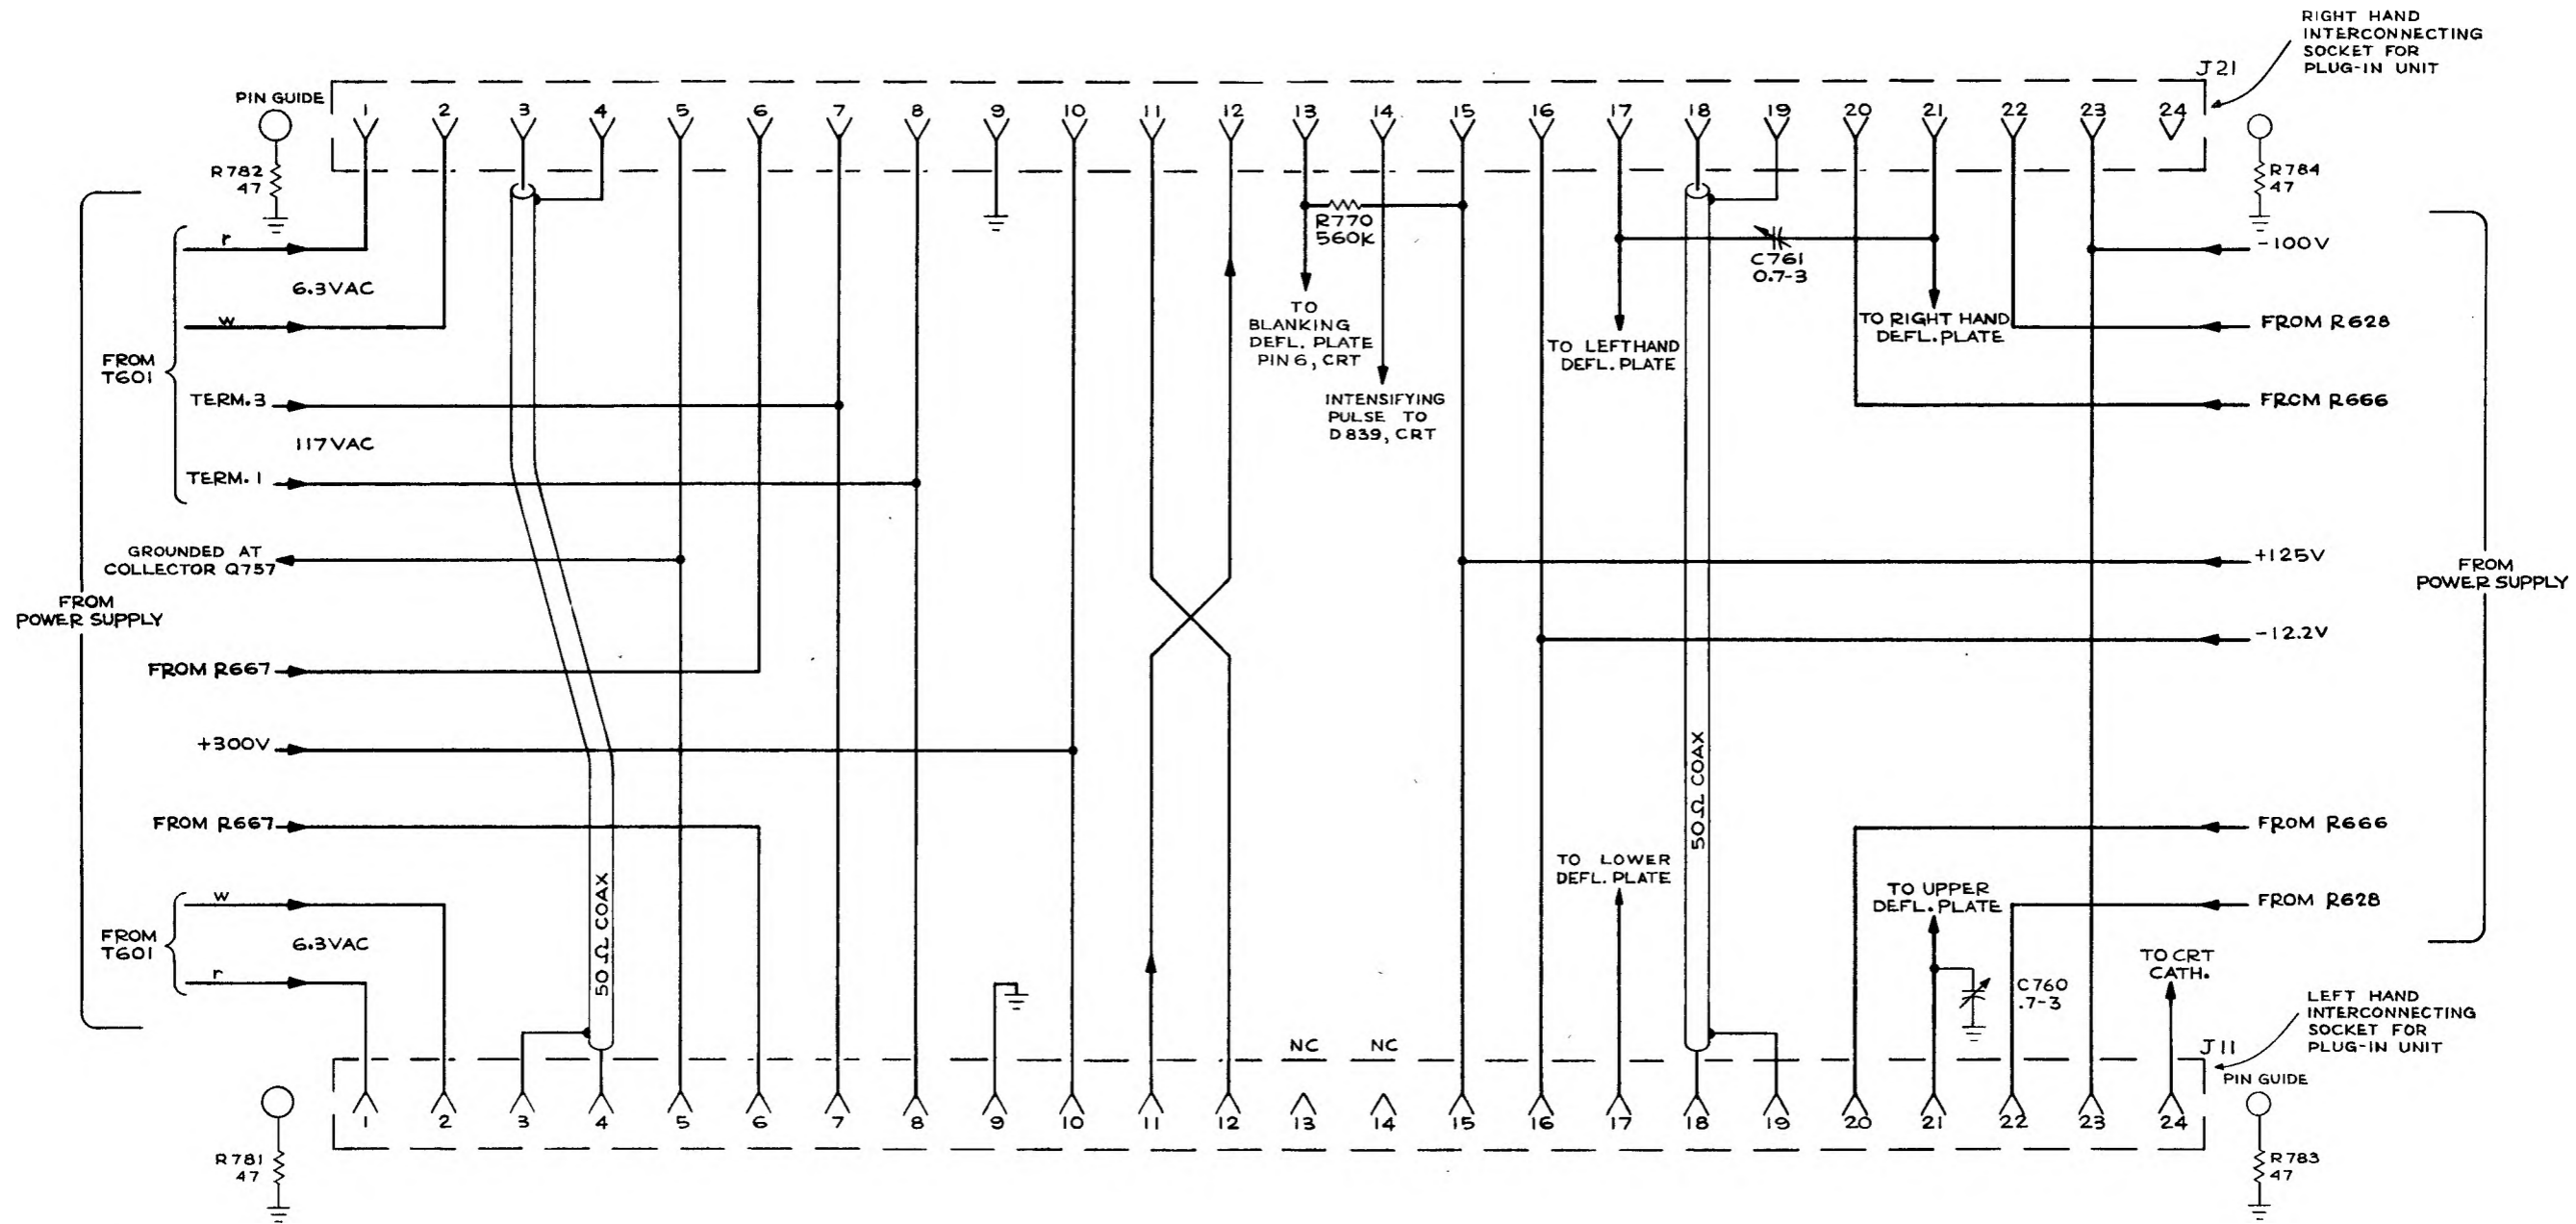 RIGHT HAND
INTERCONNECTING
SOCKET FOR
PLUG-IN UNIT
J21
PIN GUIDE
1 2 3 4 5 6 7 8 9 10 11 12 13 14 15 16 17 18 19 20 21 22 23 24
R782
47
R784
47
r
6.3VAC
w
FROM
T601
TERM.3
117VAC
TERM.1
GROUNDED AT
COLLECTOR Q757
FROM
POWER SUPPLY
FROM R667
+300V
FROM R667
w
FROM
T601
6.3VAC
r
50Ω COAX
R770
560K
TO
BLANKING
DEFL. PLATE
PIN 6, CRT
INTENSIFYING
PULSE TO
D839, CRT
TO LEFTHAND
DEFL. PLATE
C761
0.7-3
TO RIGHT HAND
DEFL. PLATE
-100V
FROM R628
FROM R666
+125V
-12.2V
FROM
POWER SUPPLY
50Ω COAX
FROM R666
FROM R628
TO LOWER
DEFL. PLATE
TO UPPER
DEFL. PLATE
C760
.7-3
TO CRT
CATH.
LEFT HAND
INTERCONNECTING
SOCKET FOR
PLUG-IN UNIT
J11
PIN GUIDE
NC NC
1 2 3 4 5 6 7 8 9 10 11 12 13 14 15 16 17 18 19 20 21 22 23 24
R781
47
R783
47